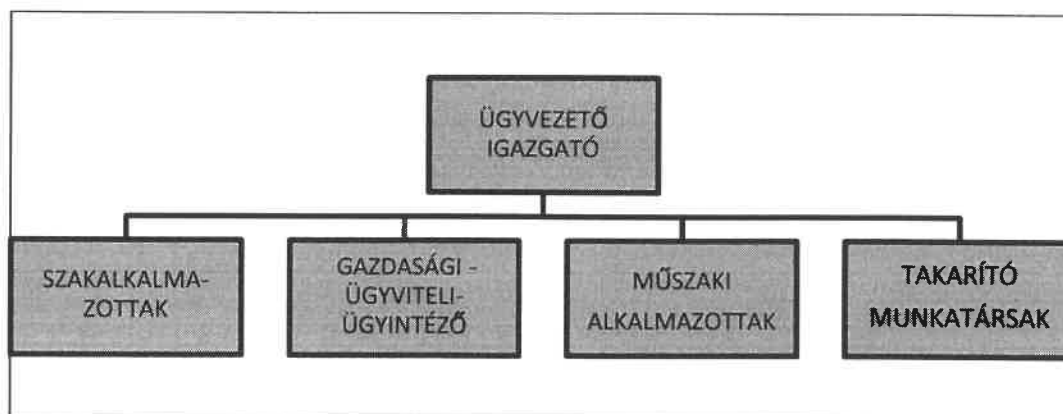 ÜGYVEZETŐ
IGAZGATÓ
SZAKALKALMA-
ZOTTAK
GAZDASÁGI -
ÜGYVITELI-
ÜGYINTÉZŐ
MŰSZAKI
ALKALMAZOTTAK
TAKARÍTÓ
MUNKATÁRSAK